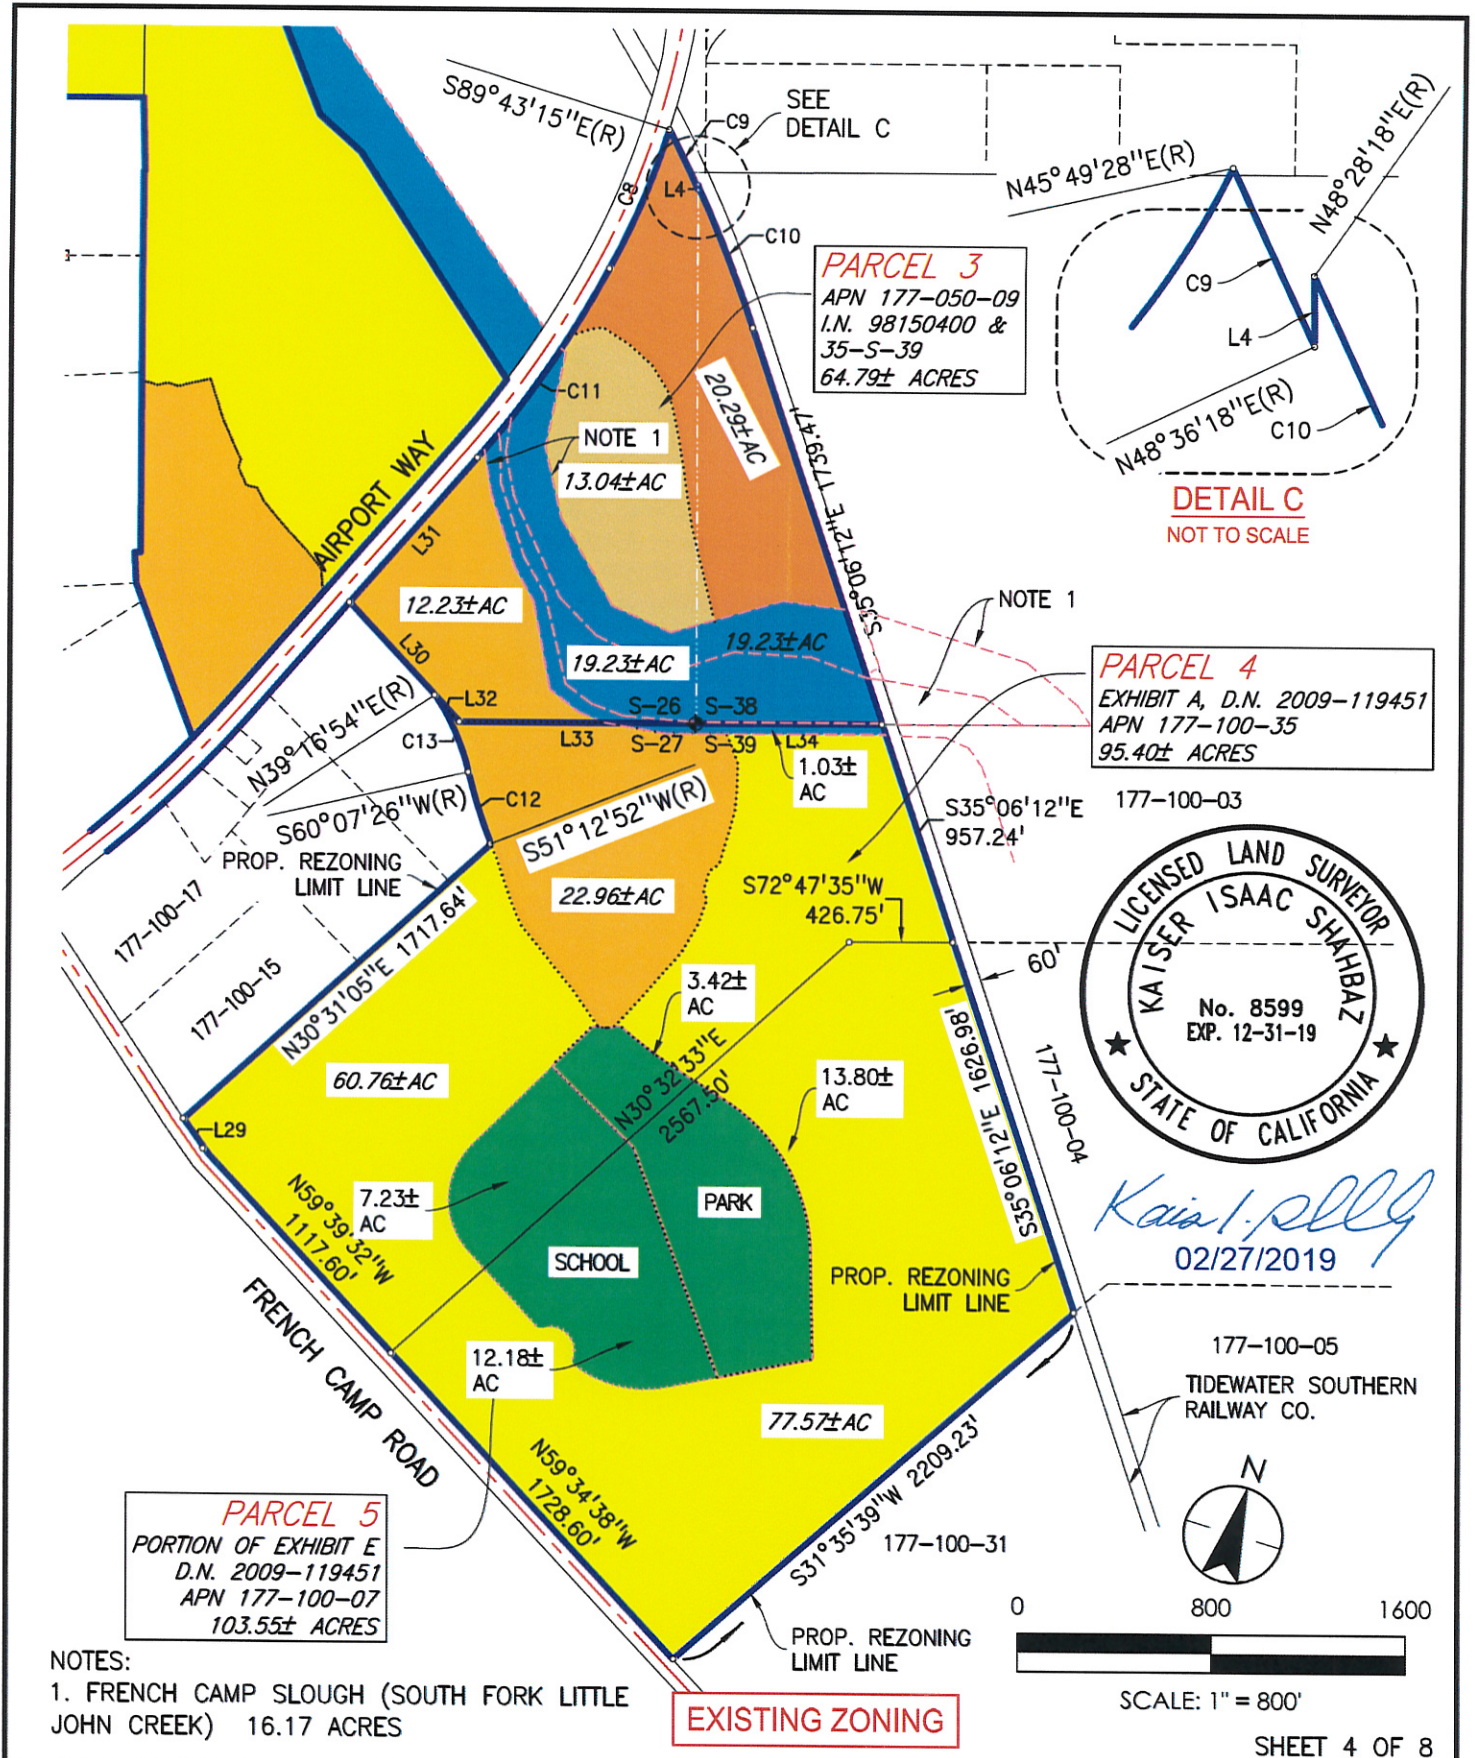 S89°43'15"E(R)
C9
SEE
DETAIL C
C8
L4
C10
N45°49'28"E(R)
N48°28'18"E(R)
C9
L4
N48°36'18"E(R)
C10
DETAIL C
NOT TO SCALE
PARCEL 3
APN 177-050-09
I.N. 98150400 &
35-S-39
64.79± ACRES
C11
NOTE 1
13.04±AC
20.29±AC
AIRPORT WAY
L31
S35°06'12"E 1739.47'
12.23±AC
19.23±AC
19.23±AC
NOTE 1
L30
L32
N39°16'54"E(R)
C13
S-26
S-38
L33
S-27
S-39
L34
1.03±
AC
PARCEL 4
EXHIBIT A, D.N. 2009-119451
APN 177-100-35
95.40± ACRES
S60°07'26"W(R)
C12
S51°12'52"W(R)
S35°06'12"E
957.24'
177-100-03
PROP. REZONING
LIMIT LINE
22.96±AC
S72°47'35"W
426.75'
177-100-17
177-100-15
N30°31'05"E 1717.64'
60'
3.42±
AC
LICENSED LAND SURVEYOR
KAISER ISAAC SHAHBAZ
No. 8599
EXP. 12-31-19
STATE OF CALIFORNIA
60.76±AC
N30°32'33"E
2567.50'
13.80±
AC
S35°06'12"E 1626.98'
177-100-04
L29
N59°39'32"W
1117.60'
7.23±
AC
PARK
SCHOOL
02/27/2019
PROP. REZONING
LIMIT LINE
FRENCH CAMP ROAD
12.18±
AC
177-100-05
TIDEWATER SOUTHERN
RAILWAY CO.
77.57±AC
N59°34'38"W
1728.60'
S31°35'39"W 2209.23'
177-100-31
N
PARCEL 5
PORTION OF EXHIBIT E
D.N. 2009-119451
APN 177-100-07
103.55± ACRES
PROP. REZONING
LIMIT LINE
0 800 1600
SCALE: 1" = 800'
NOTES:
1. FRENCH CAMP SLOUGH (SOUTH FORK LITTLE
JOHN CREEK) 16.17 ACRES
EXISTING ZONING
SHEET 4 OF 8